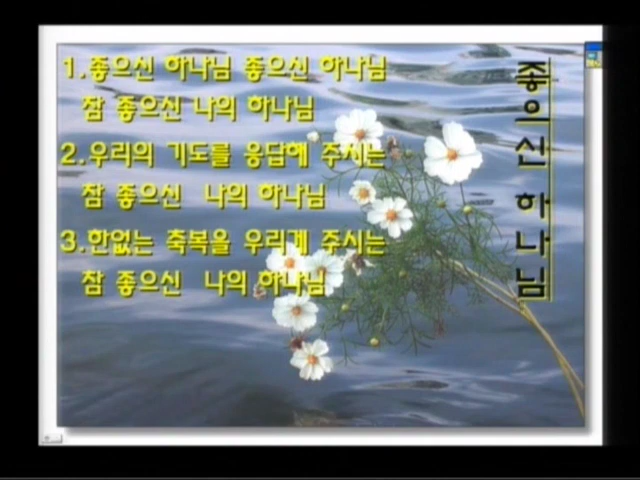 1.좋으신 하나님 좋으신 하나님
참 좋으신 나의 하나님
2.우리의 기도를 응답해 주시는
참 좋으신 나의 하나님
3.한없는 축복을 우리게 주시는
참 좋으신 나의 하나님
좋으신 하나님